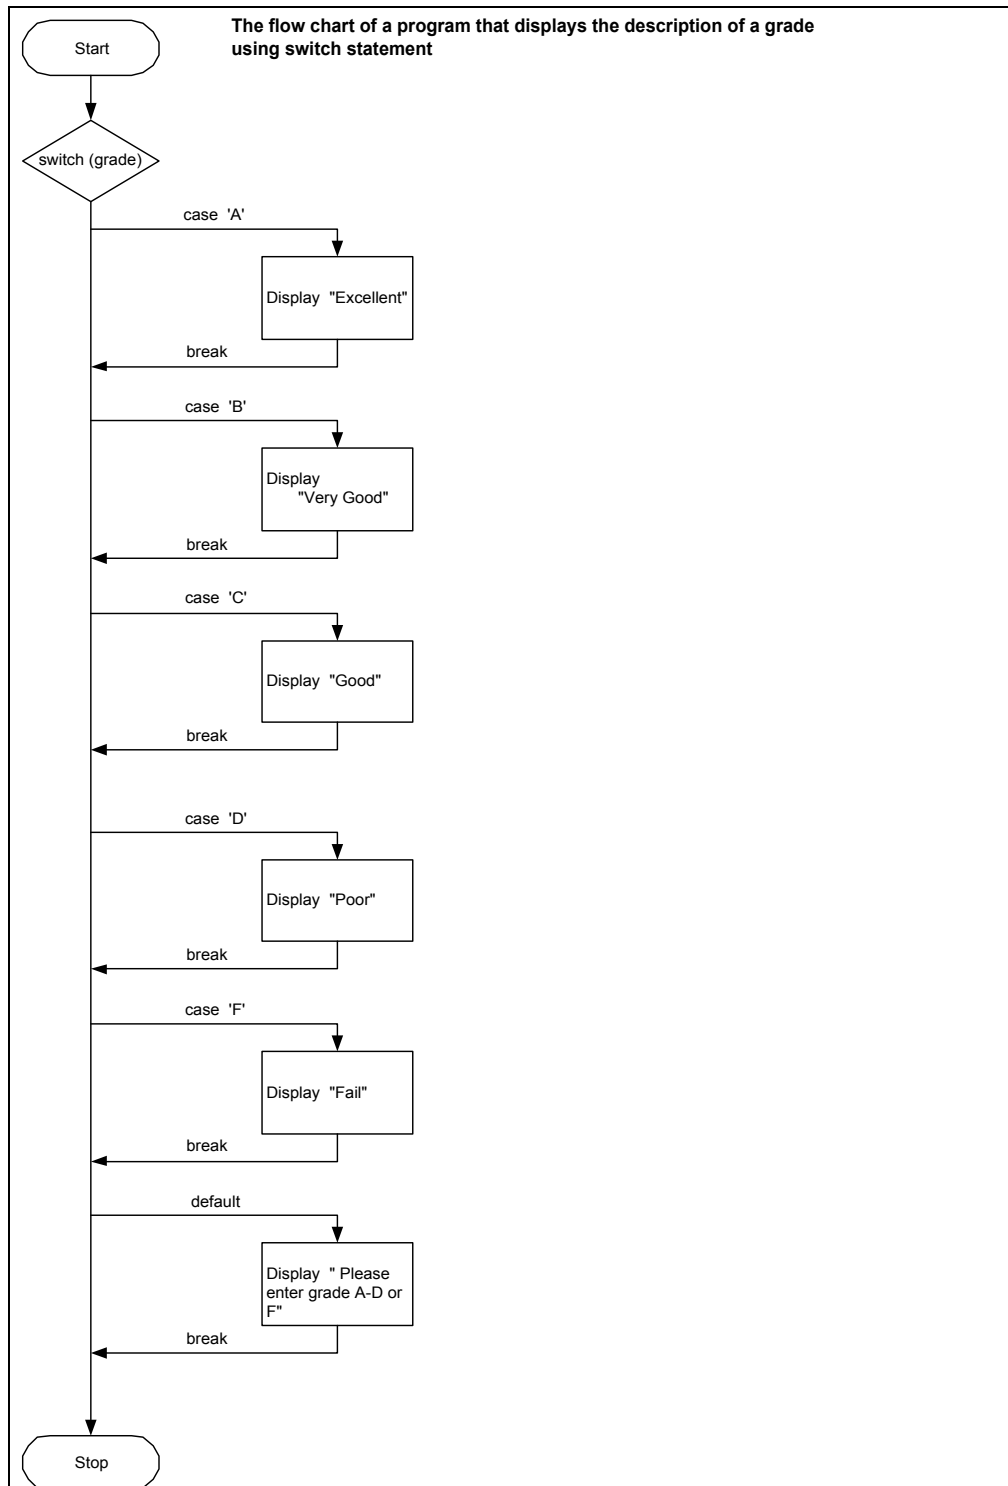 The flow chart of a program that displays the description of a grade
using switch statement
Start
switch (grade)
case 'A'
Display "Excellent"
break
case 'B'
Display
"Very Good"
break
case 'C'
Display "Good"
break
case 'D'
Display "Poor"
break
case 'F'
Display "Fail"
break
default
Display " Please
enter grade A-D or
F"
break
Stop